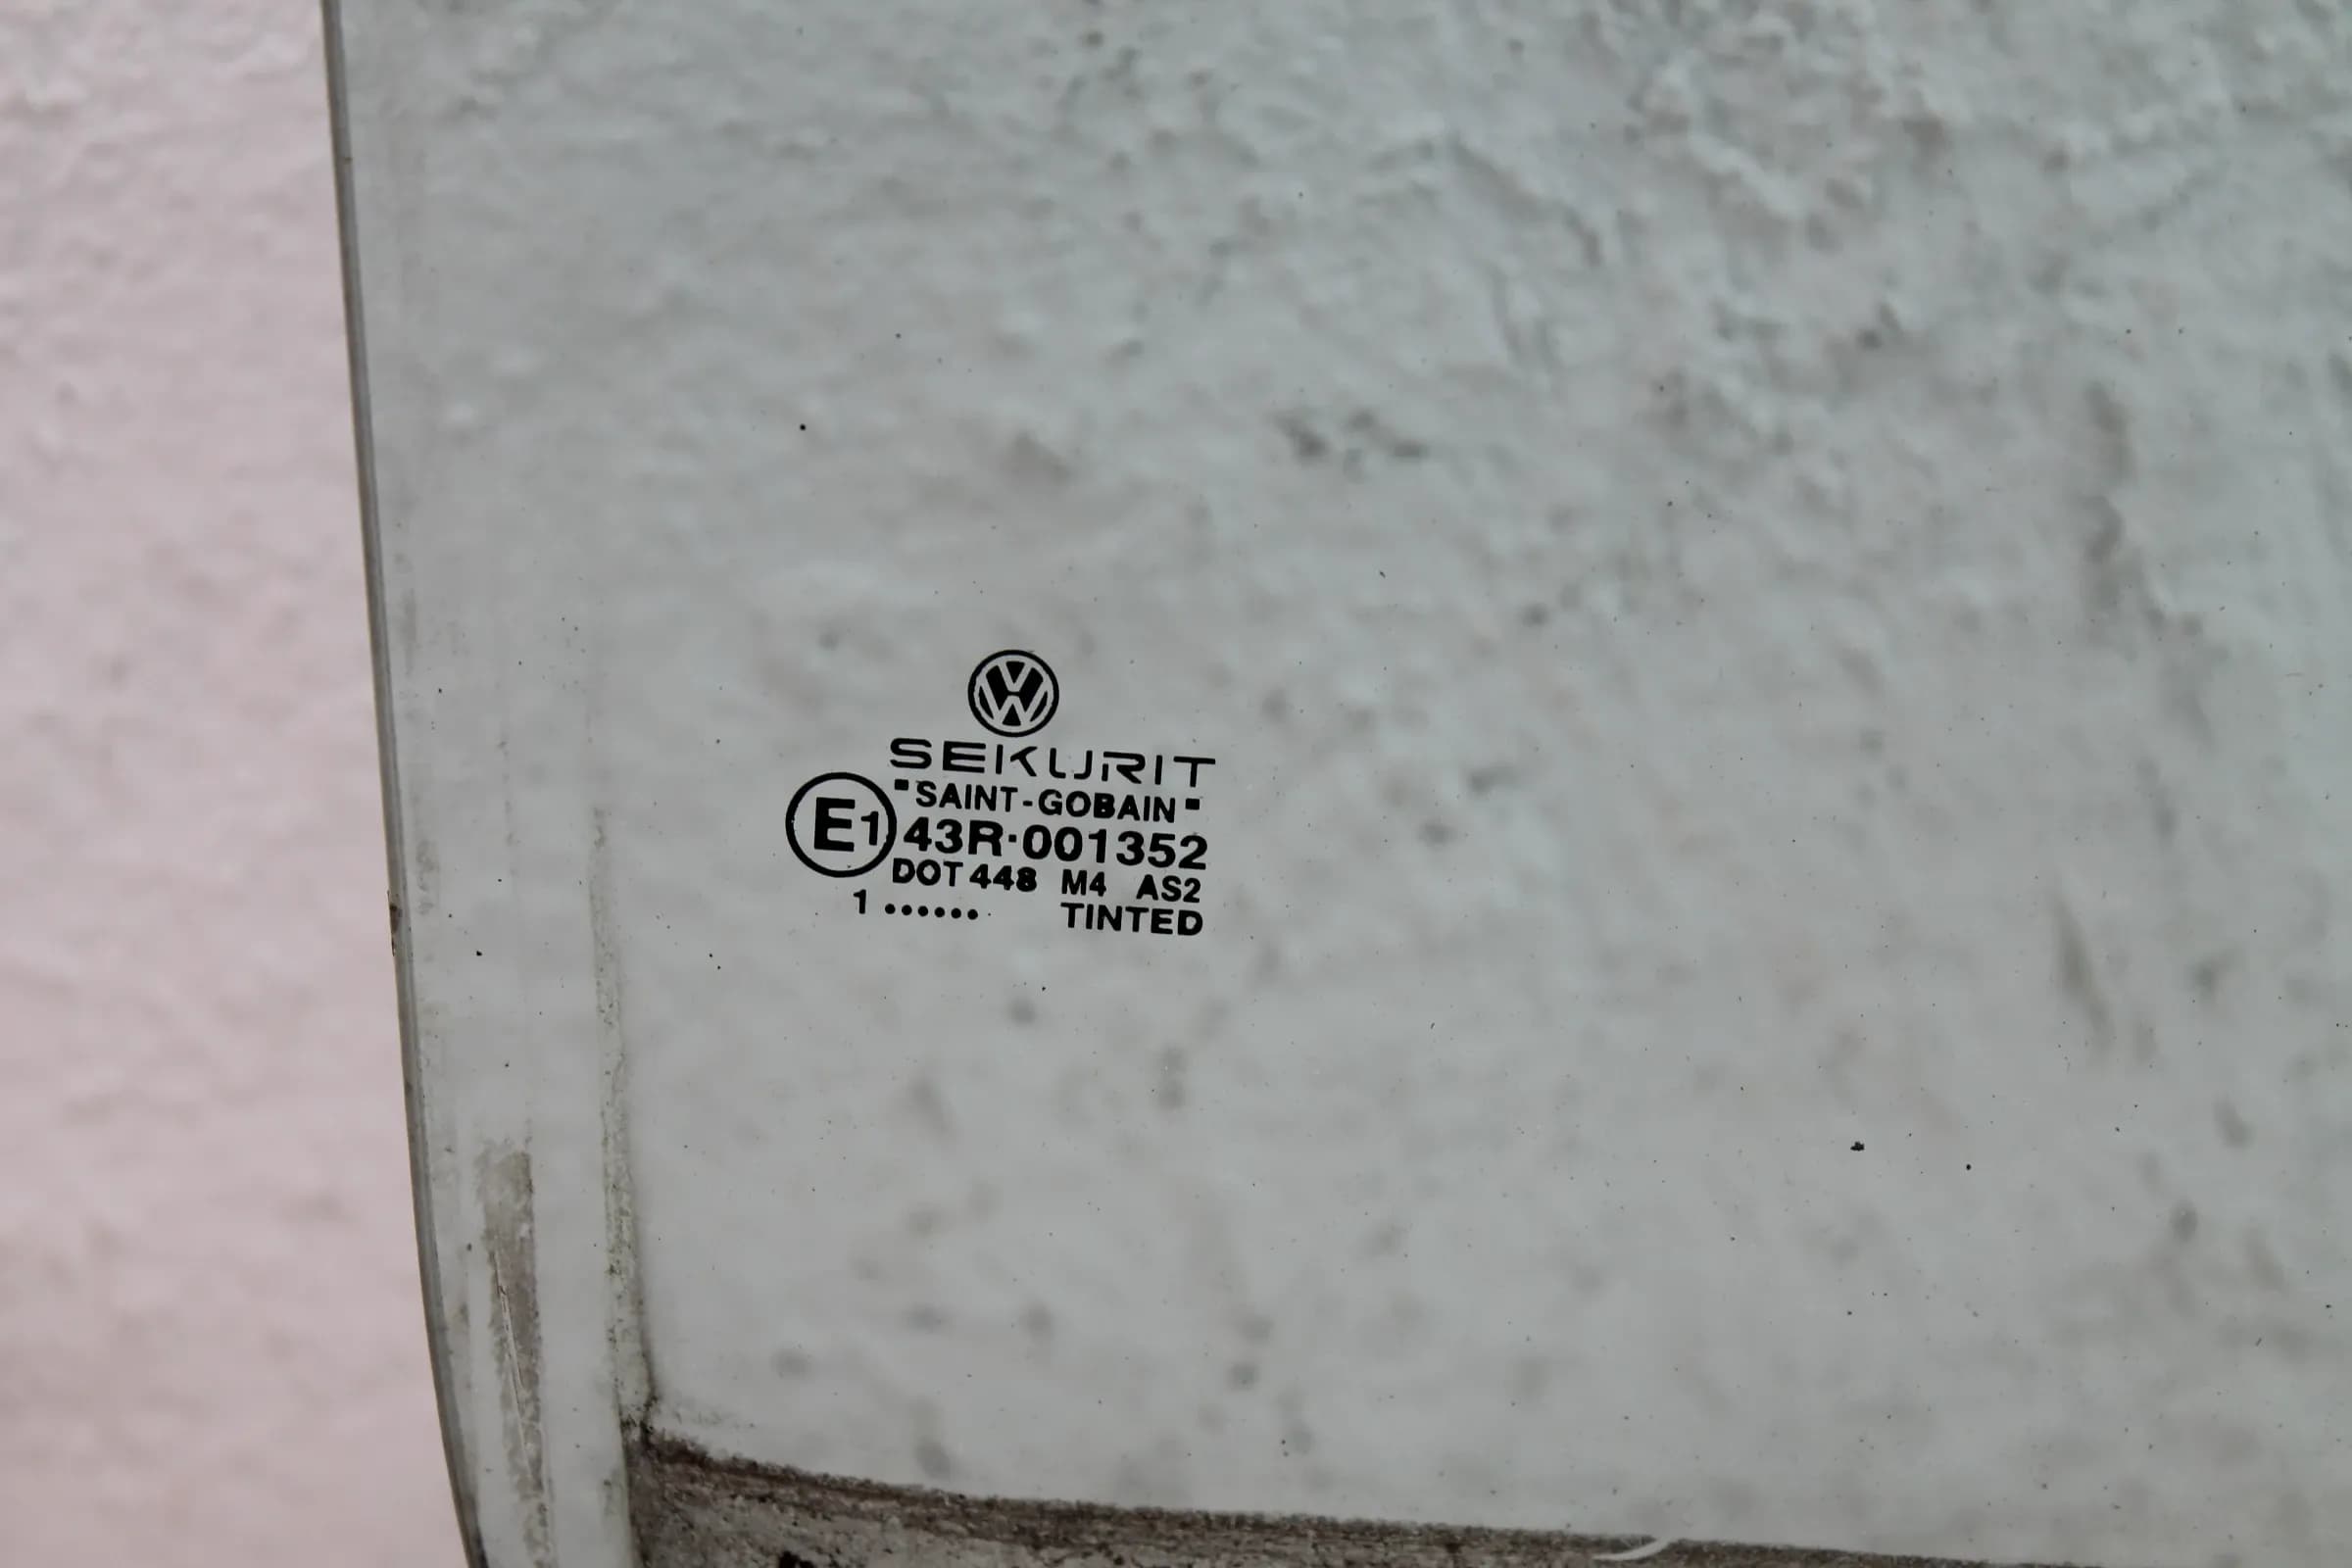 SEKURIT
"SAINT-GOBAIN"
E1 43R·001352
DOT 448 M4 AS2
1 ...... TINTED